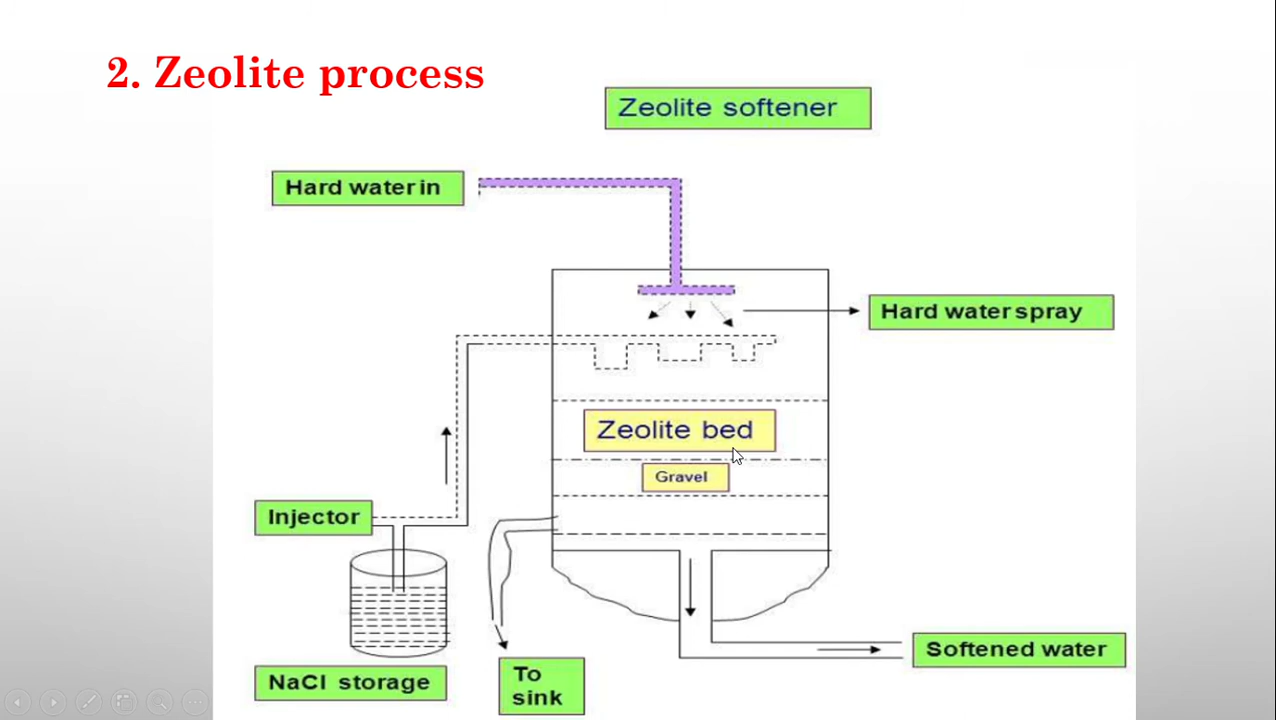 2. Zeolite process
Zeolite softener
Hard water in
Hard water spray
Zeolite bed
Gravel
Injector
Softened water
NaCl storage
To
sink